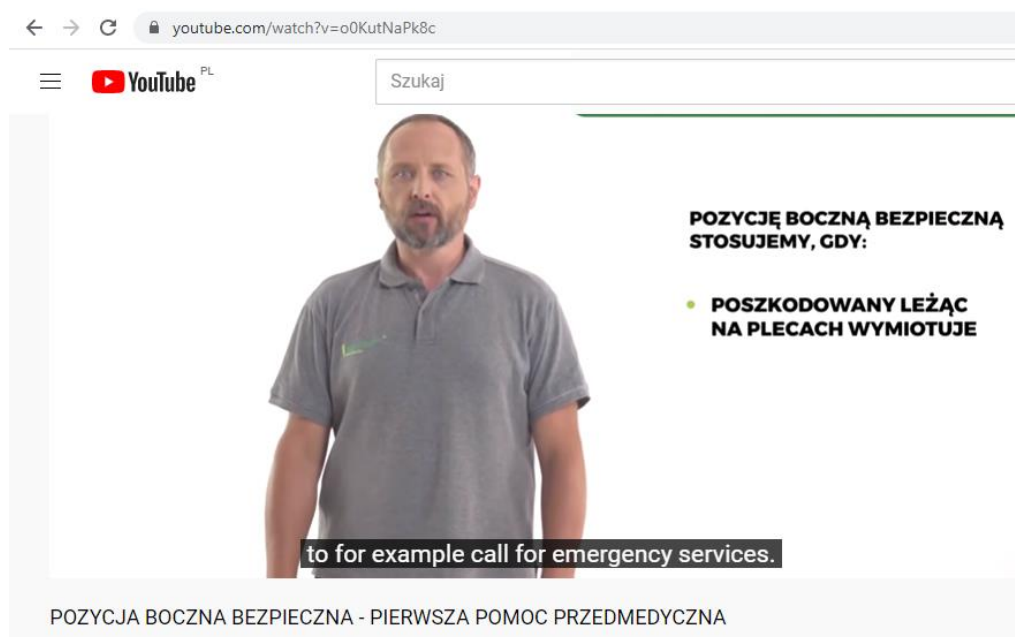 youtube.com/watch?v=o0KutNaPk8c
YouTube PL
Szukaj
POZYCJĘ BOCZNĄ BEZPIECZNĄ
STOSUJEMY, GDY:
• POSZKODOWANY LEŻĄC
NA PLECACH WYMIOTUJE
to for example call for emergency services.
POZYCJA BOCZNA BEZPIECZNA - PIERWSZA POMOC PRZEDMEDYCZNA